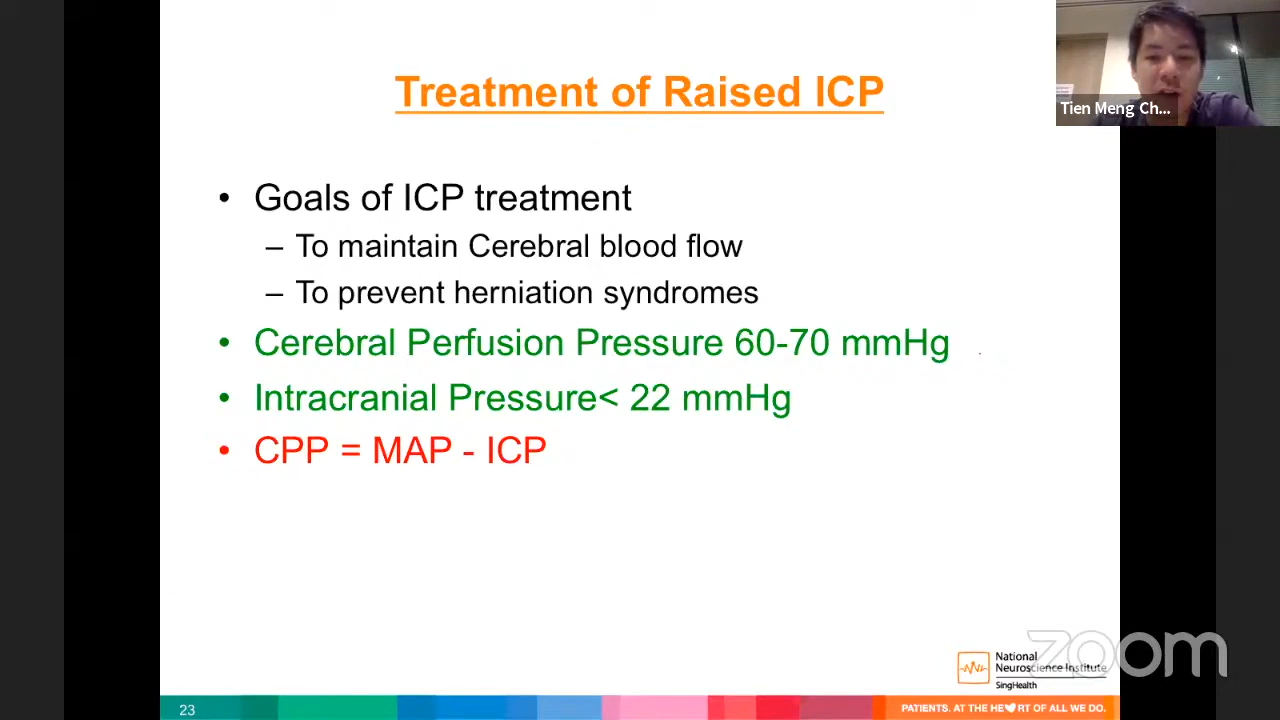 Treatment of Raised ICP
Tien Meng Ch...
• Goals of ICP treatment
– To maintain Cerebral blood flow
– To prevent herniation syndromes
• Cerebral Perfusion Pressure 60-70 mmHg
• Intracranial Pressure< 22 mmHg
• CPP = MAP - ICP
National
Neuroscience Institute
SingHealth
zoom
23
PATIENTS. AT THE HE♥RT OF ALL WE DO.